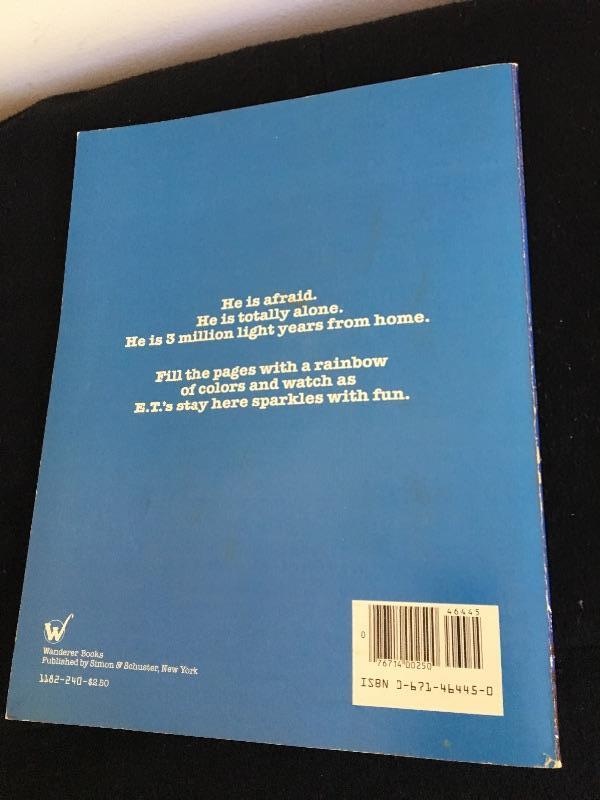 He is afraid.
He is totally alone.
He is 3 million light years from home.
Fill the pages with a rainbow
of colors and watch as
E.T.'s stay here sparkles with fun.
W
Wanderer Books
Published by Simon & Schuster, New York
1182-240-$2.50
46445
0
76714 00250
ISBN 0-671-46445-0